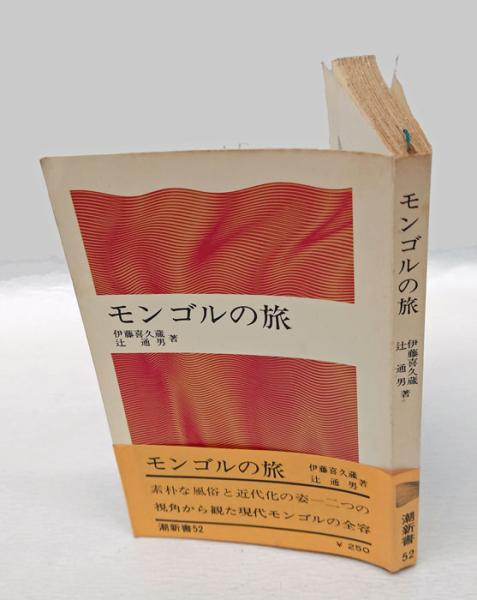 モンゴルの旅
伊藤喜久蔵
辻通男 著
モンゴルの旅
伊藤喜久蔵
辻通男 著
素朴な風俗と近代化の姿―二つの
視角から観た現代モンゴルの全容
潮新書52
¥250
モンゴルの旅
伊藤喜久蔵
辻通男 著
潮新書
52